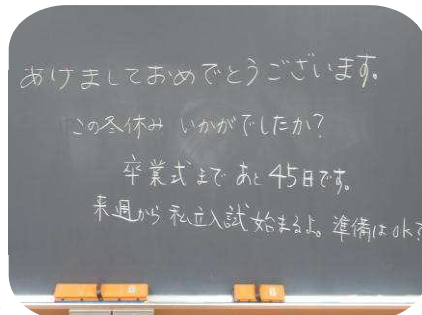 あけましておめでとうございます。
この冬休み いかがでしたか?
卒業式まで あと45日です。
来週から 私立入試始まるよ。準備はok?